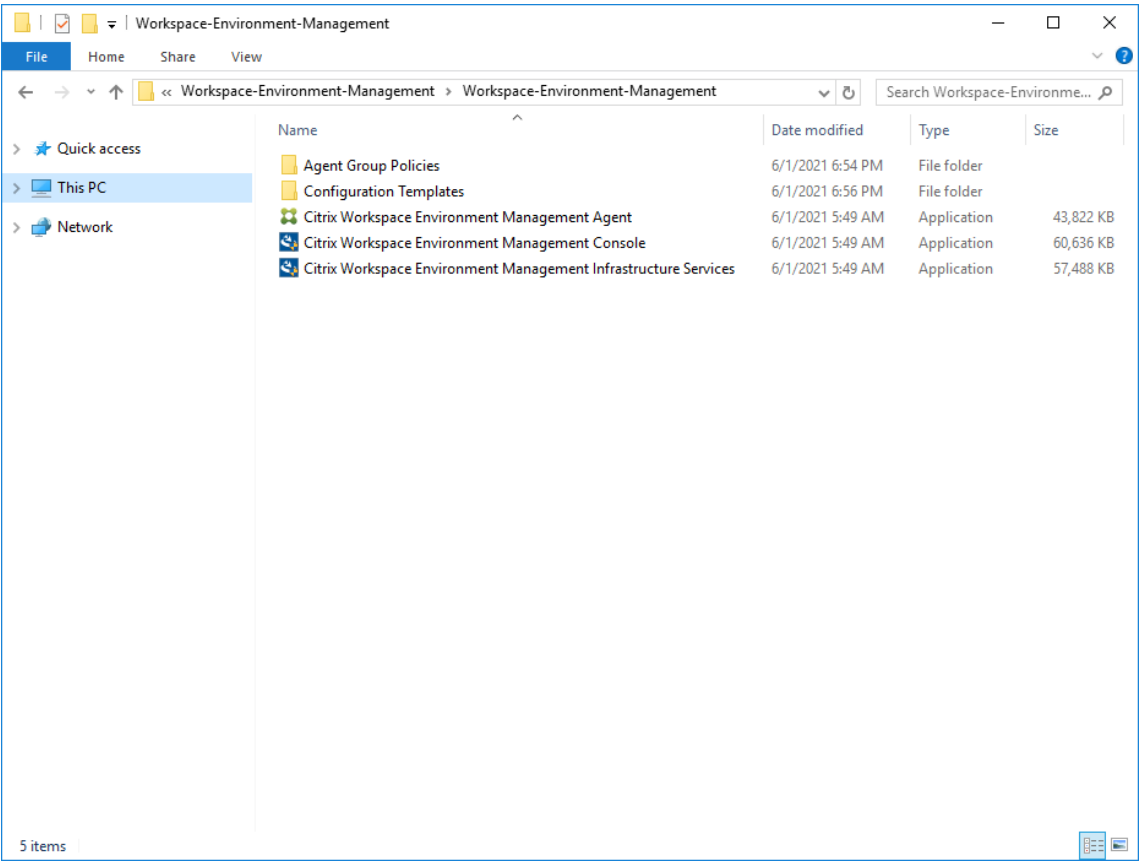 Workspace-Environment-Management
File Home Share View
« Workspace-Environment-Management › Workspace-Environment-Management Search Workspace-Environme...
Name Date modified Type Size
Quick access
This PC
Network
Agent Group Policies 6/1/2021 6:54 PM File folder
Configuration Templates 6/1/2021 6:56 PM File folder
Citrix Workspace Environment Management Agent 6/1/2021 5:49 AM Application 43,822 KB
Citrix Workspace Environment Management Console 6/1/2021 5:49 AM Application 60,636 KB
Citrix Workspace Environment Management Infrastructure Services 6/1/2021 5:49 AM Application 57,488 KB
5 items